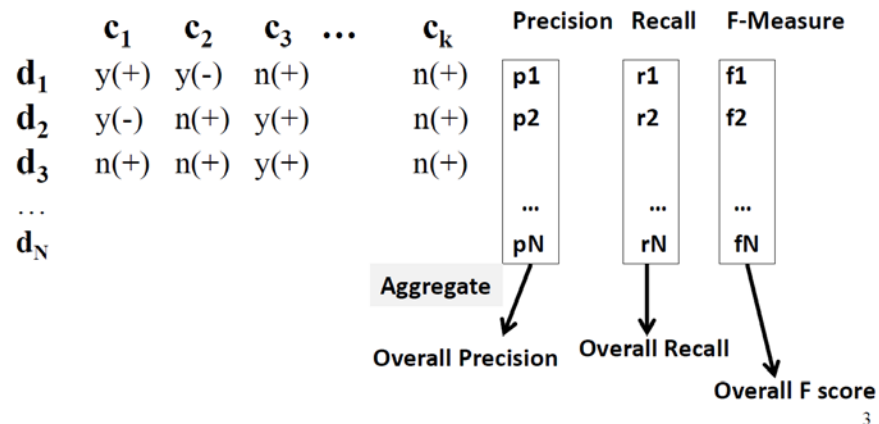 c1 c2 c3 ... ck Precision Recall F-Measure
d1 y(+) y(-) n(+) n(+) p1 r1 f1
d2 y(-) n(+) y(+) n(+) p2 r2 f2
d3 n(+) n(+) y(+) n(+)
... ... ... ...
dN pN rN fN
Aggregate
Overall Precision Overall Recall
Overall F score
3